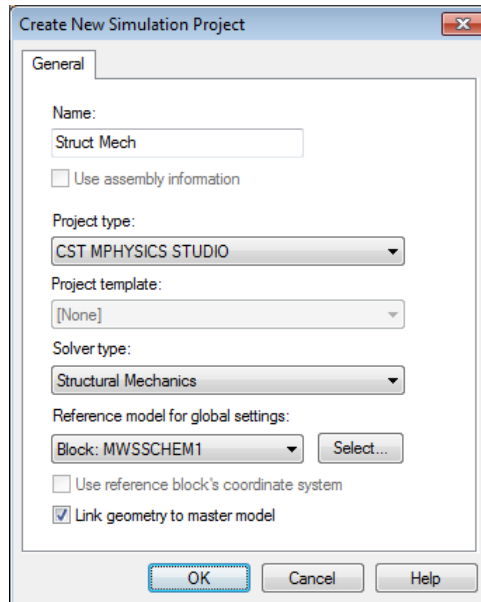 Create New Simulation Project
General
Name:
Struct Mech
Use assembly information
Project type:
CST MPHYSICS STUDIO
Project template:
[None]
Solver type:
Structural Mechanics
Reference model for global settings:
Block: MWSSCHEM1 Select...
Use reference block's coordinate system
Link geometry to master model
OK Cancel Help